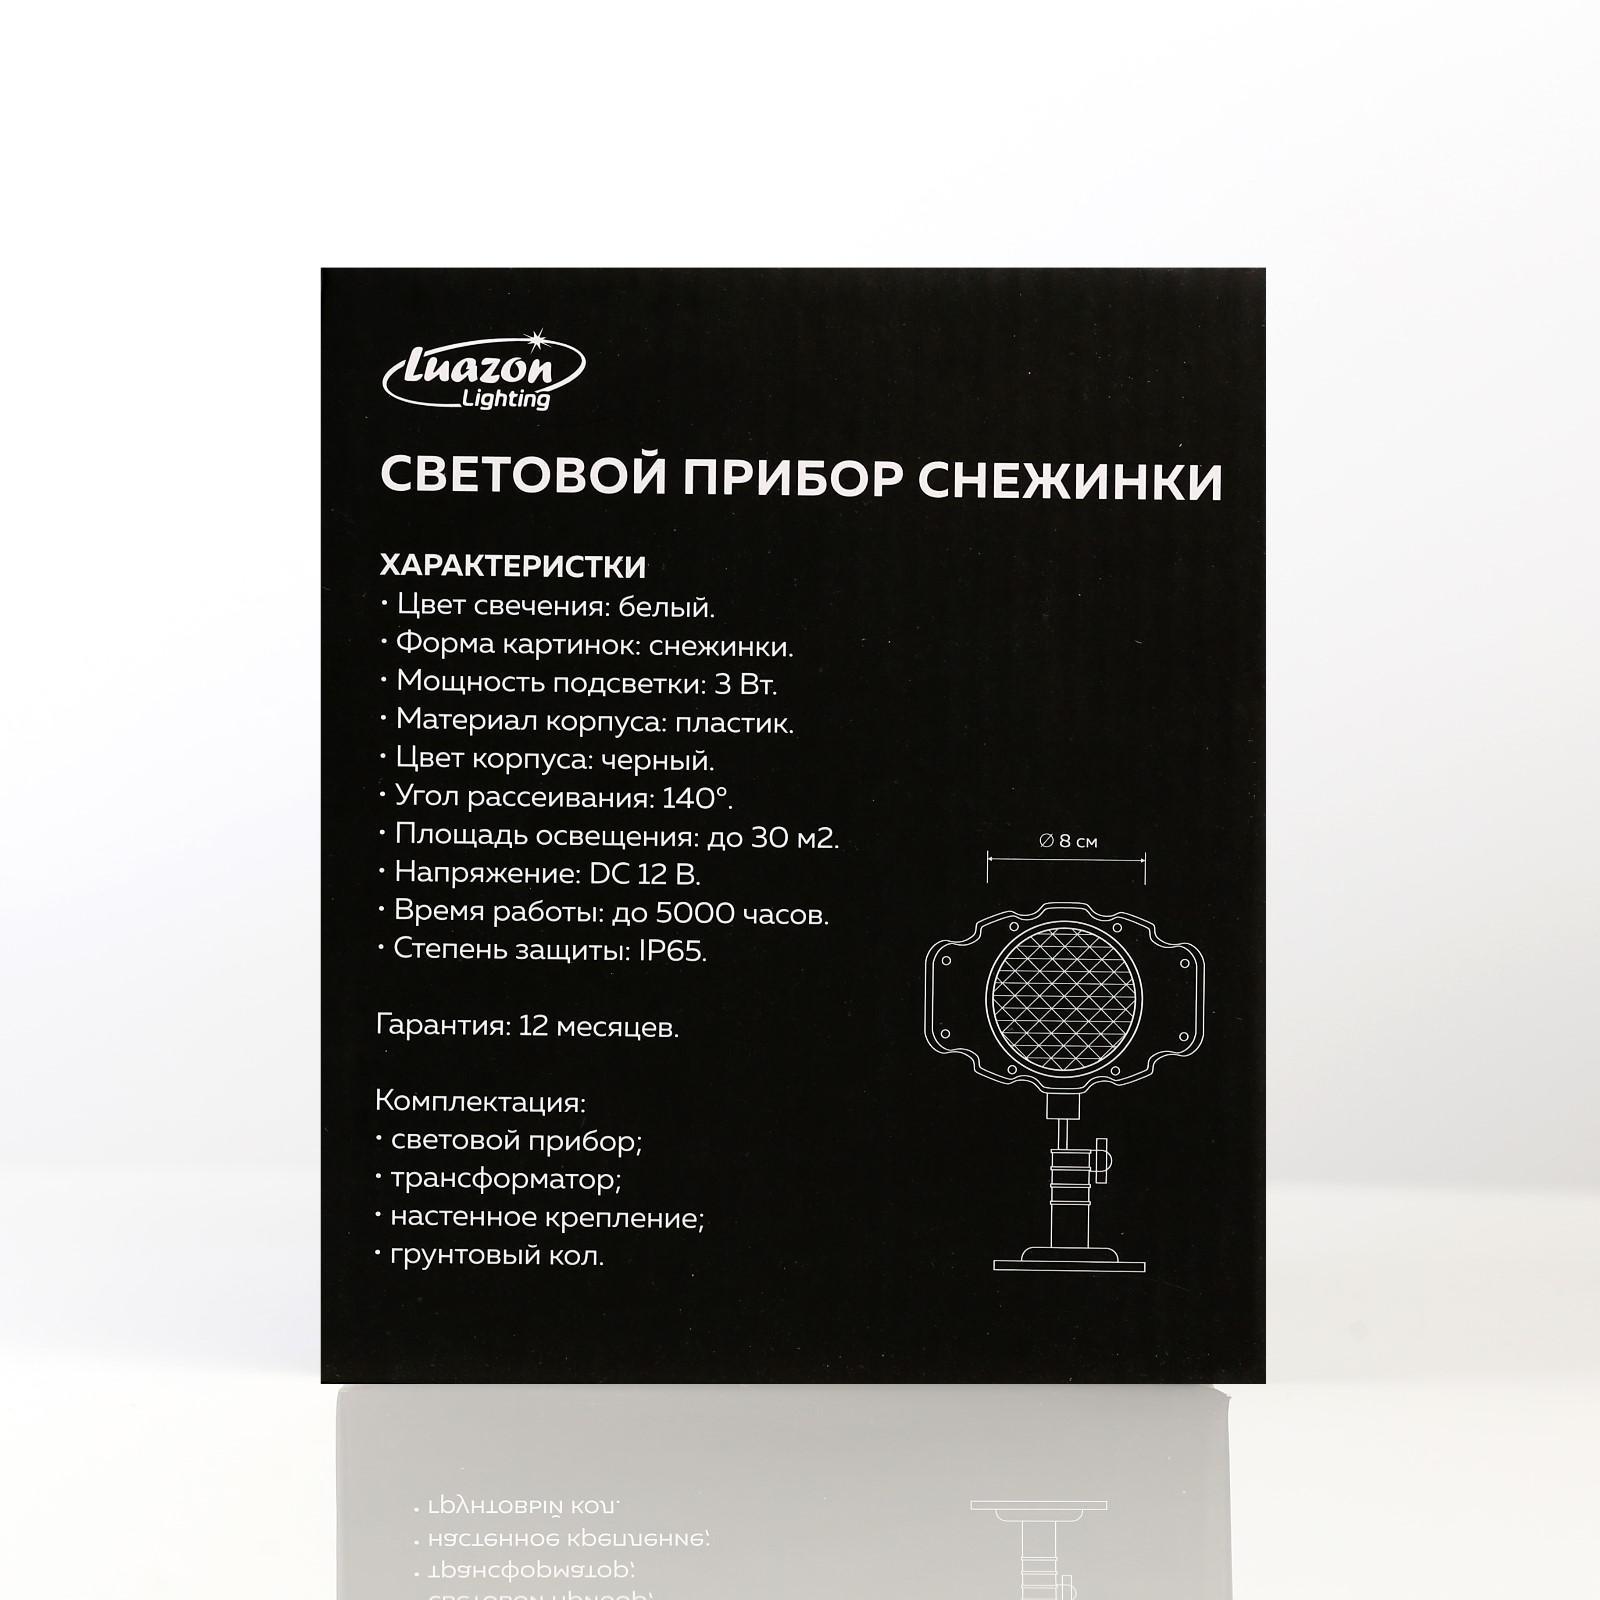 Luazon
Lighting
СВЕТОВОЙ ПРИБОР СНЕЖИНКИ
ХАРАКТЕРИСТКИ
• Цвет свечения: белый.
• Форма картинок: снежинки.
• Мощность подсветки: 3 Вт.
• Материал корпуса: пластик.
• Цвет корпуса: черный.
• Угол рассеивания: 140°.
• Площадь освещения: до 30 м2.
• Напряжение: DC 12 В.
• Время работы: до 5000 часов.
• Степень защиты: IP65.
Гарантия: 12 месяцев.
Комплектация:
• световой прибор;
• трансформатор;
• настенное крепление;
• грунтовый кол.
∅ 8 см